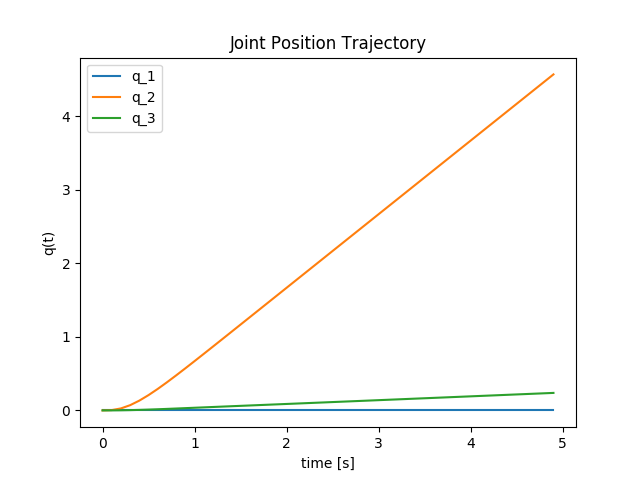 Joint Position Trajectory
q_1
q_2
q_3
4
3
2
1
0
q(t)
0 1 2 3 4 5
time [s]